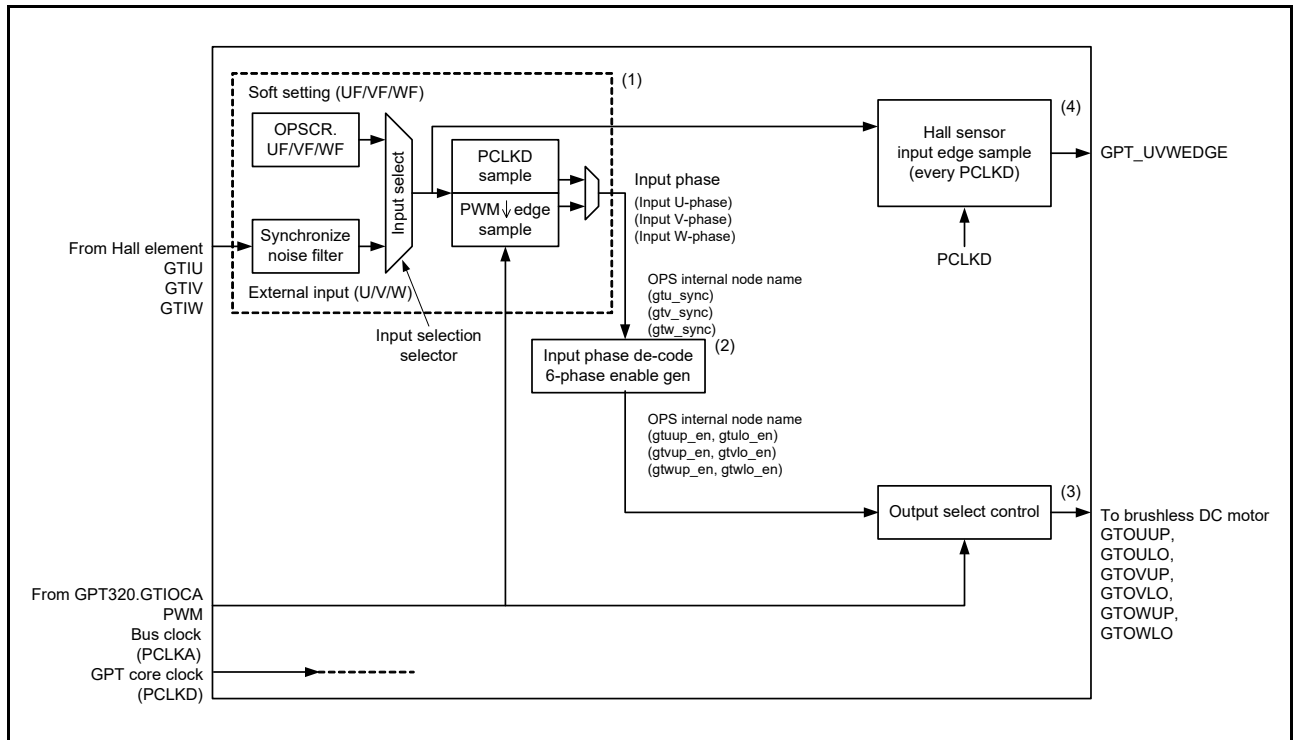 (1)
Soft setting (UF/VF/WF)
OPSCR.
UF/VF/WF
Input select
PCLKD
sample
PWM↓edge
sample
Synchronize
noise filter
External input (U/V/W)
From Hall element
GTIU
GTIV
GTIW
Input selection
selector
Input phase
(Input U-phase)
(Input V-phase)
(Input W-phase)
(4)
Hall sensor
input edge sample
(every PCLKD)
GPT_UVWEDGE
PCLKD
OPS internal node name
(gtu_sync)
(gtv_sync)
(gtw_sync)
(2)
Input phase de-code
6-phase enable gen
OPS internal node name
(gtuup_en, gtulo_en)
(gtvup_en, gtvlo_en)
(gtwup_en, gtwlo_en)
(3)
Output select control
To brushless DC motor
GTOUUP,
GTOULO,
GTOVUP,
GTOVLO,
GTOWUP,
GTOWLO
From GPT320.GTIOCA
PWM
Bus clock
(PCLKA)
GPT core clock
(PCLKD)